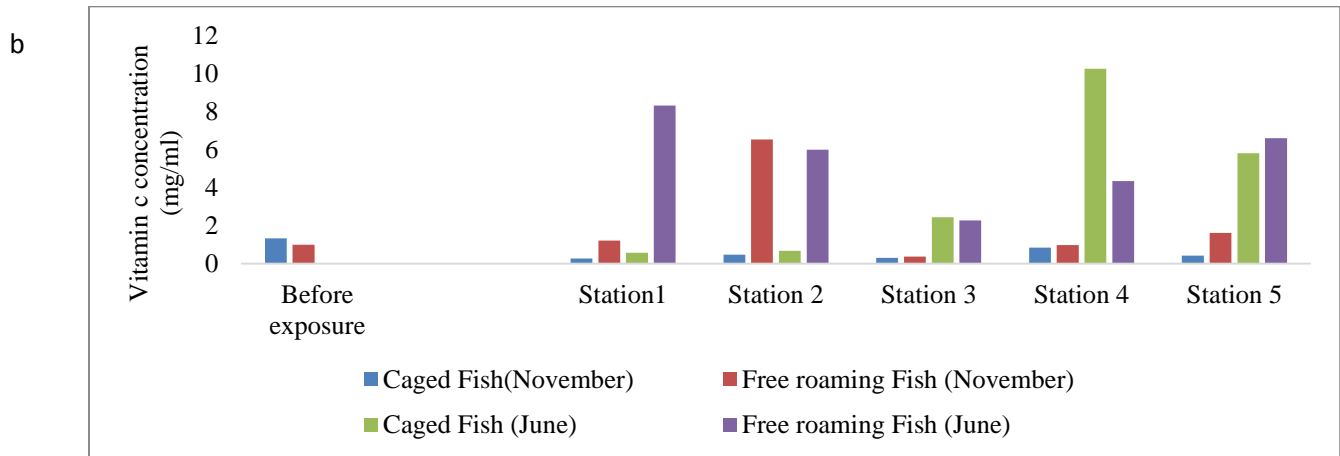 b
Vitamin c concentration
(mg/ml)
12
10
8
6
4
2
0
Before
exposure
Station1
Station 2
Station 3
Station 4
Station 5
Caged Fish(November)
Free roaming Fish (November)
Caged Fish (June)
Free roaming Fish (June)